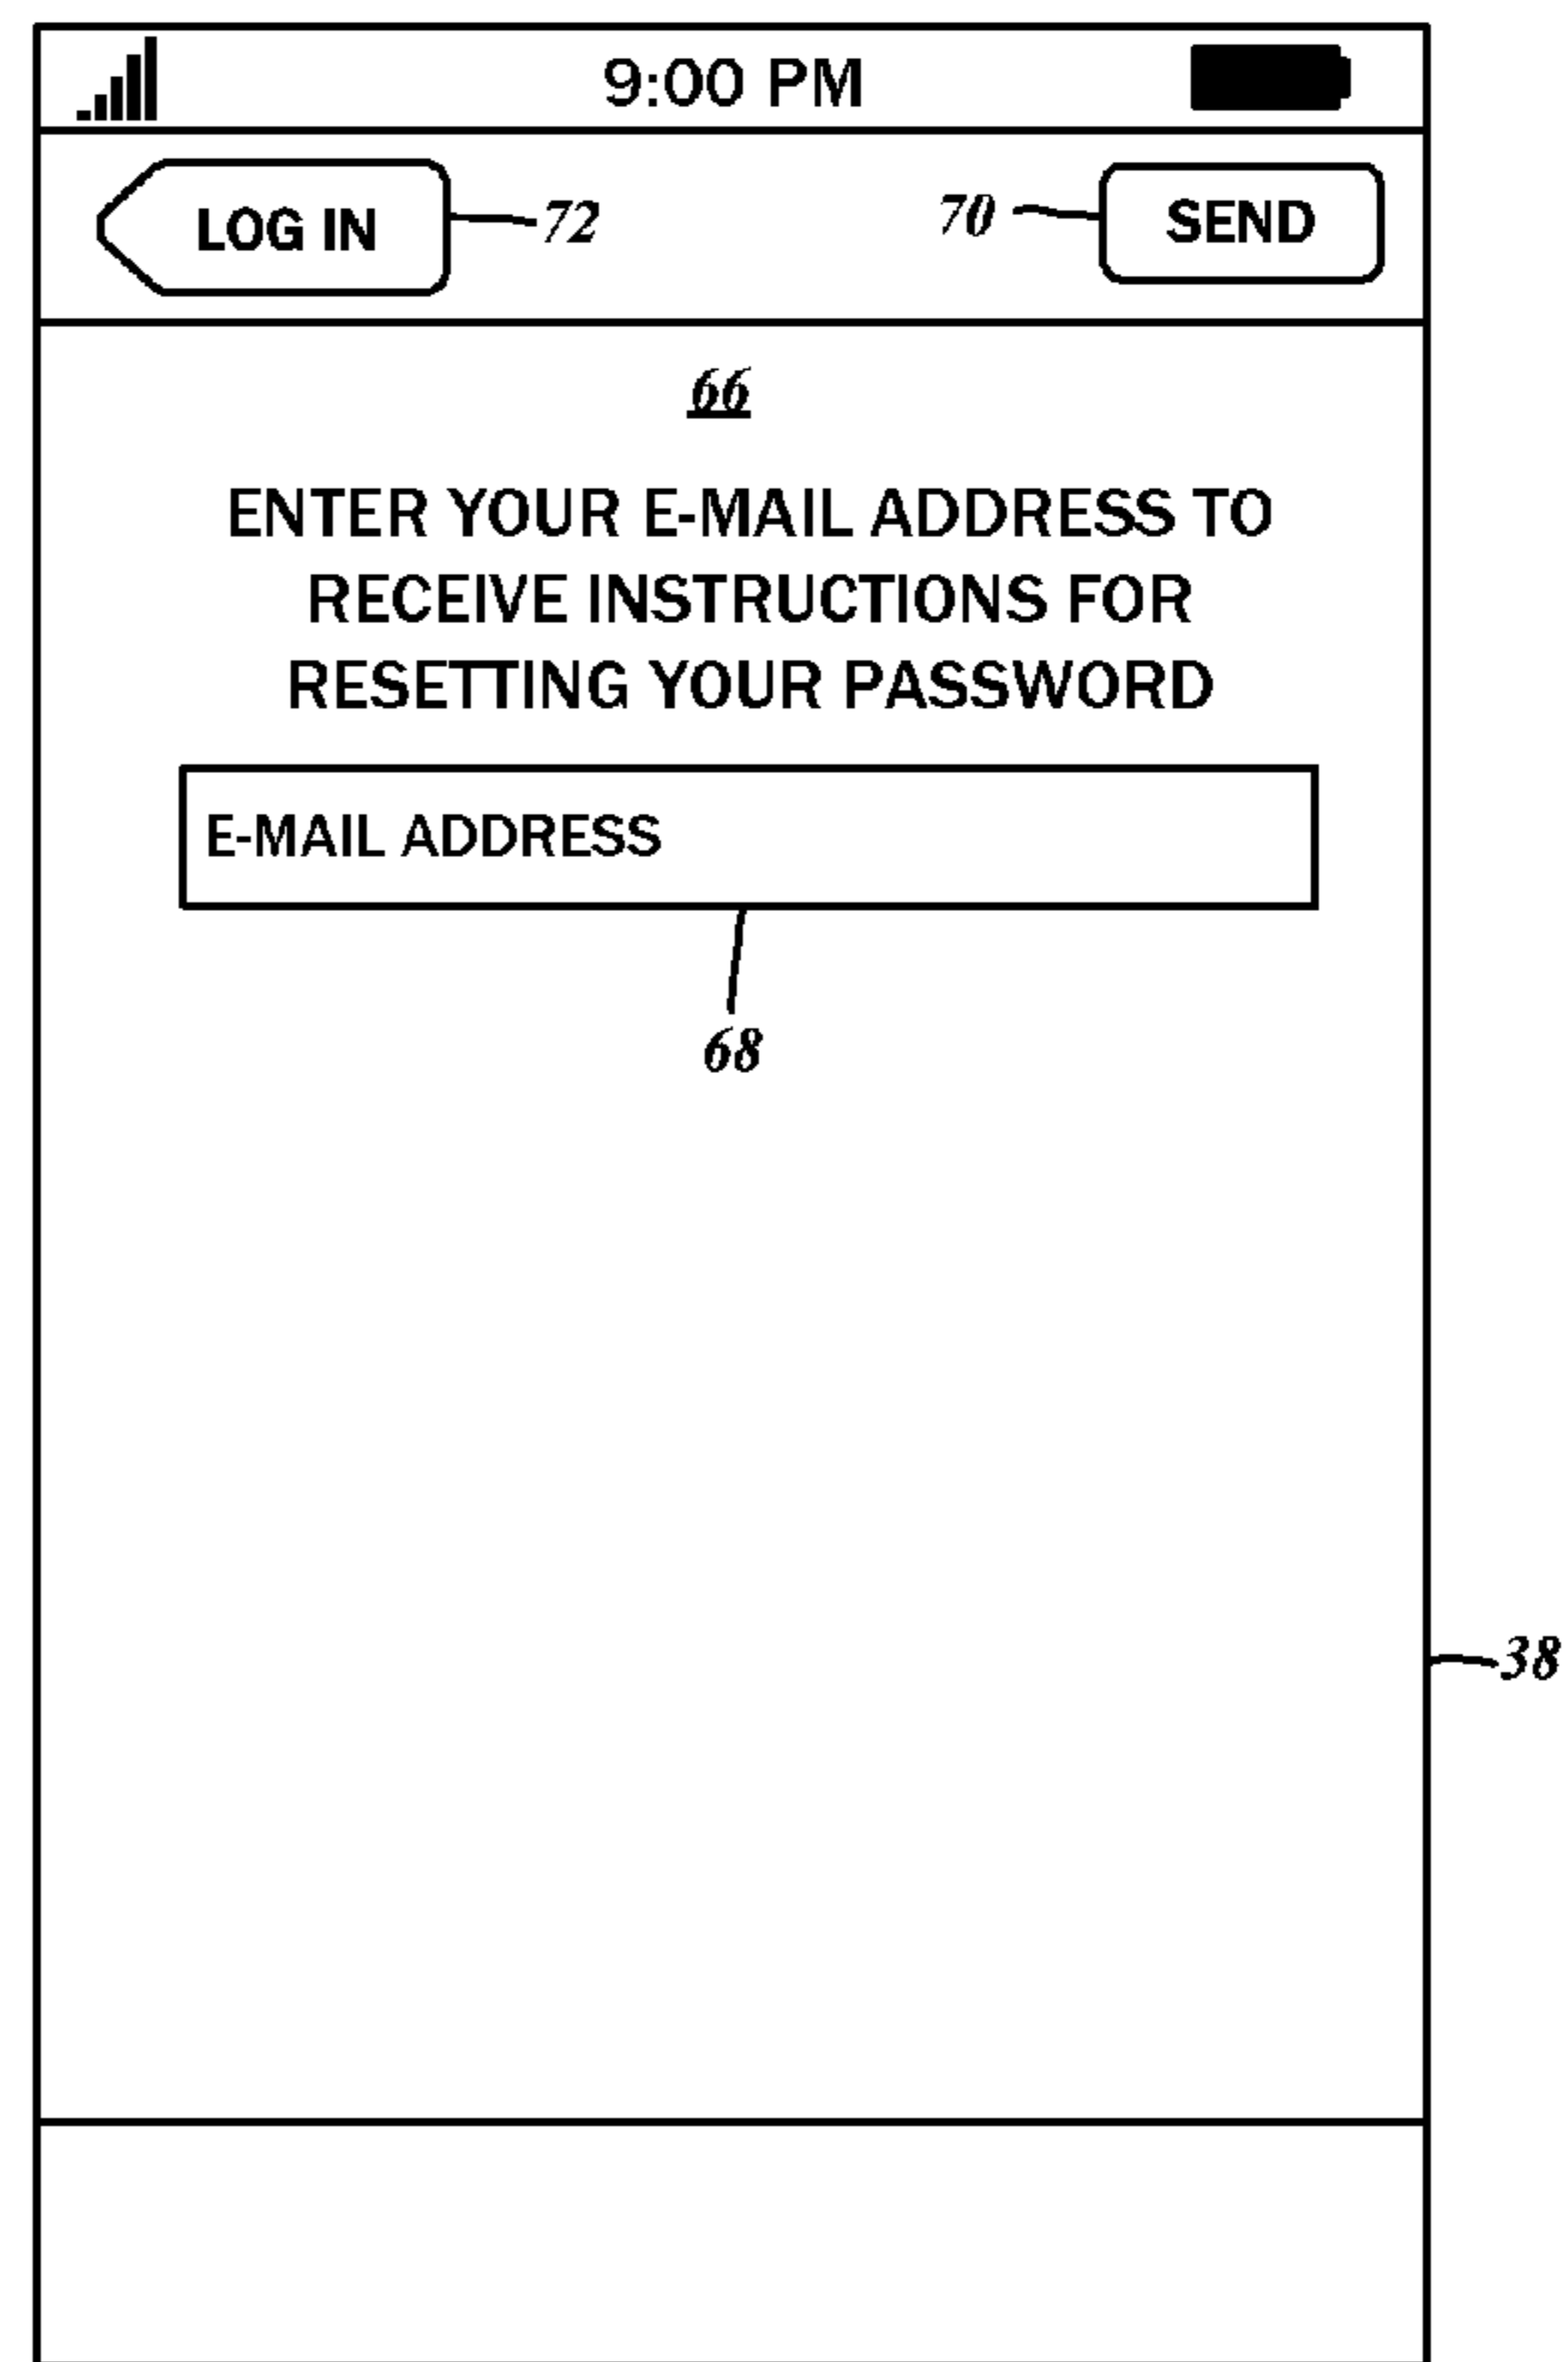 9:00 PM
LOG IN 72 70 SEND
66
ENTER YOUR E-MAIL ADDRESS TO
RECEIVE INSTRUCTIONS FOR
RESETTING YOUR PASSWORD
E-MAIL ADDRESS
68
38